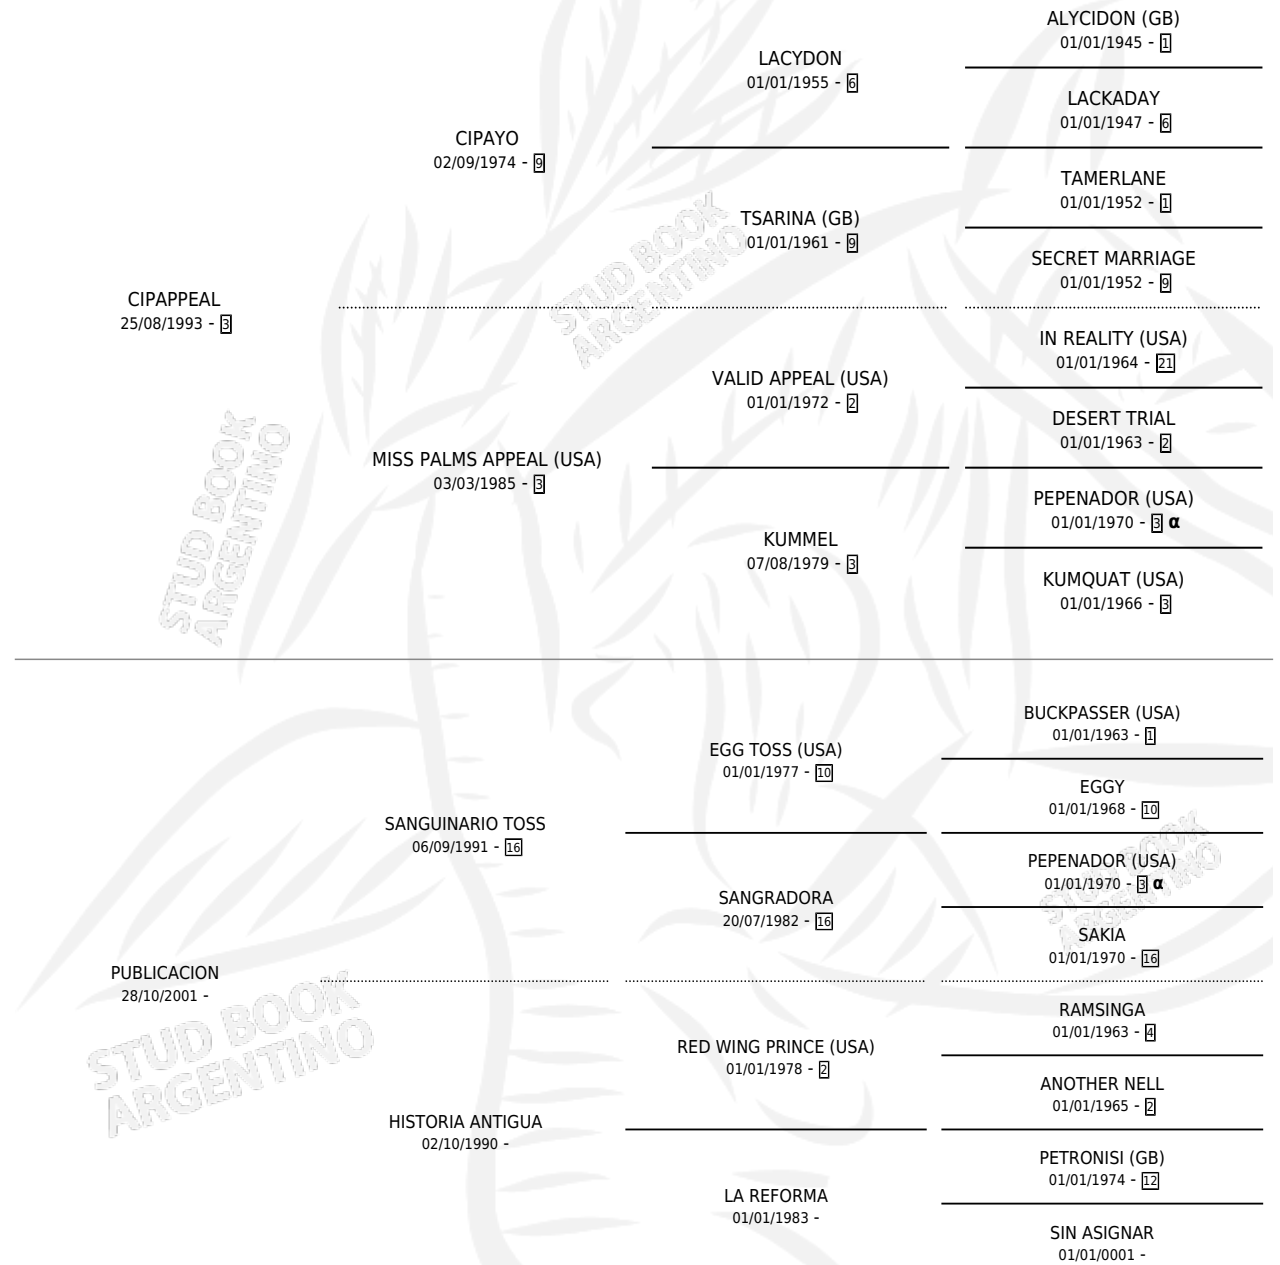 ALYCIDON (GB)
01/01/1945 - 1
LACYDON
01/01/1955 - 6
LACKADAY
01/01/1947 - 6
CIPAYO
02/09/1974 - 9
TAMERLANE
01/01/1952 - 1
TSARINA (GB)
01/01/1961 - 9
SECRET MARRIAGE
01/01/1952 - 9
CIPAPPEAL
25/08/1993 - 3
IN REALITY (USA)
01/01/1964 - 21
VALID APPEAL (USA)
01/01/1972 - 2
DESERT TRIAL
01/01/1963 - 2
MISS PALMS APPEAL (USA)
03/03/1985 - 3
PEPENADOR (USA)
01/01/1970 - 3 α
KUMMEL
07/08/1979 - 3
KUMQUAT (USA)
01/01/1966 - 3
BUCKPASSER (USA)
01/01/1963 - 1
EGG TOSS (USA)
01/01/1977 - 10
EGGY
01/01/1968 - 10
SANGUINARIO TOSS
06/09/1991 - 16
PEPENADOR (USA)
01/01/1970 - 3 α
SANGRADORA
20/07/1982 - 16
SAKIA
01/01/1970 - 16
PUBLICACION
28/10/2001 -
RAMSINGA
01/01/1963 - 4
RED WING PRINCE (USA)
01/01/1978 - 2
ANOTHER NELL
01/01/1965 - 2
HISTORIA ANTIGUA
02/10/1990 -
PETRONISI (GB)
01/01/1974 - 12
LA REFORMA
01/01/1983 -
SIN ASIGNAR
01/01/0001 -
STUD BOOK
ARGENTINO
STUD BOOK
ARGENTINO
STUD BOOK
ARGENTINO
STUD BOOK
ARGENTINO